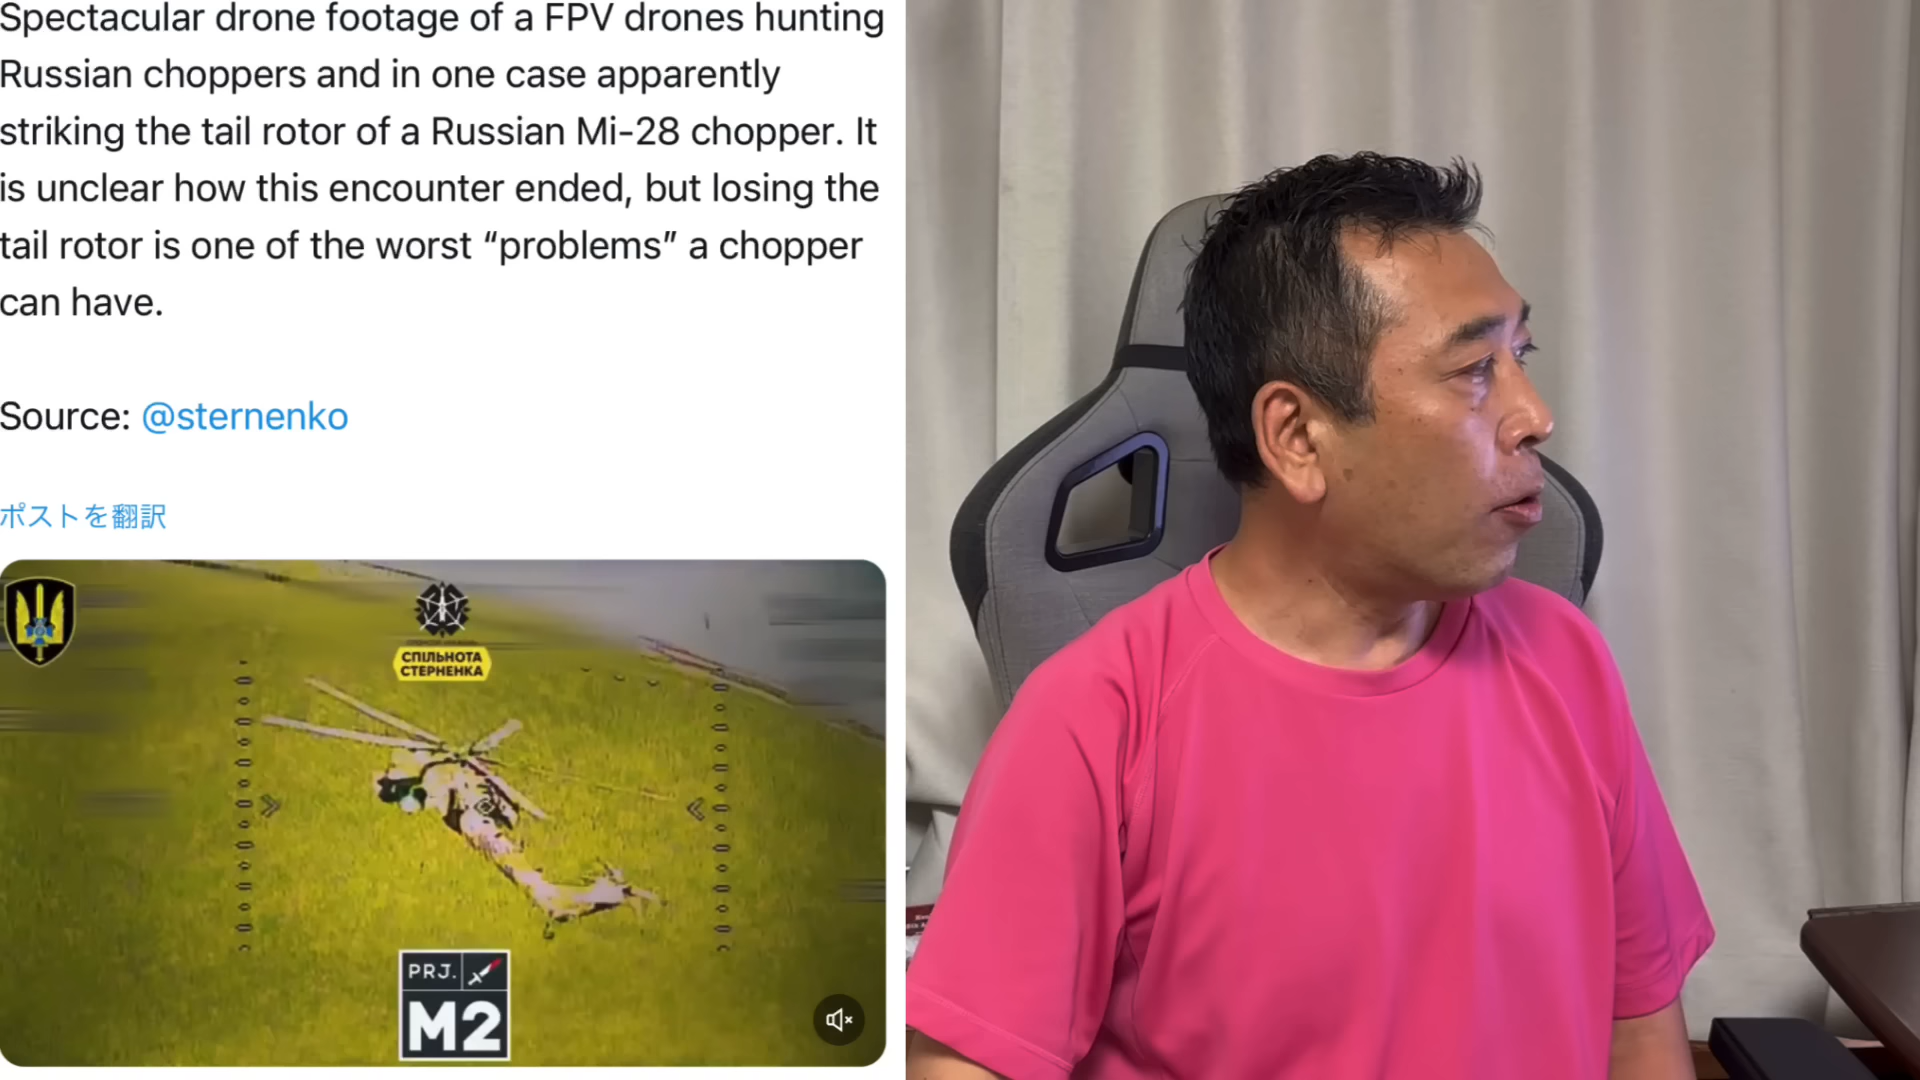 Spectacular drone footage of a FPV drones hunting
Russian choppers and in one case apparently
striking the tail rotor of a Russian Mi-28 chopper. It
is unclear how this encounter ended, but losing the
tail rotor is one of the worst “problems” a chopper
can have.
Source: @sternenko
ポストを翻訳
СПІЛЬНОТА
СТЕРНЕНКА
PRJ.
M2